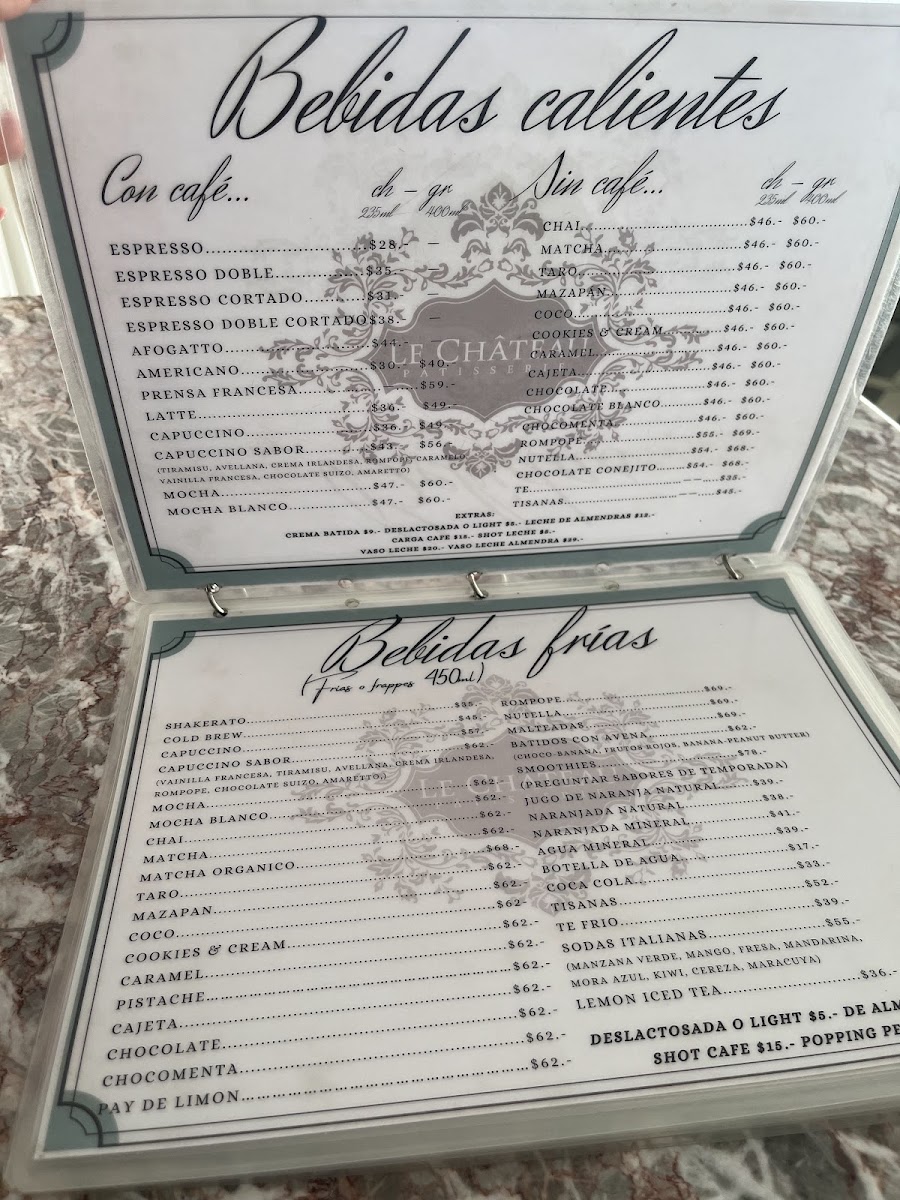 Bebidas calientes
Con café...
ch - gr
235ml 400ml
ESPRESSO.....$28.- —
ESPRESSO DOBLE.....$35.- —
ESPRESSO CORTADO.....$31.- —
ESPRESSO DOBLE CORTADO $38.- —
AFOGATTO.....$44.-
AMERICANO.....$30.- $40.-
PRENSA FRANCESA.....$59.-
LATTE.....$36.- $49.-
CAPUCCINO.....$36.- $49.-
CAPUCCINO SABOR.....$43.- $56.-
(TIRAMISU, AVELLANA, CREMA IRLANDESA, ROMPOPE, CARAMELO
VAINILLA FRANCESA, CHOCOLATE SUIZO, AMARETTO)
MOCHA.....$47.- $60.-
MOCHA BLANCO.....$47.- $60.-
Sin café...
ch - gr
235ml 400ml
CHAI.....$46.- $60.-
MATCHA.....$46.- $60.-
TARO.....$46.- $60.-
MAZAPAN.....$46.- $60.-
COCO.....$46.- $60.-
COOKIES & CREAM.....$46.- $60.-
CARAMEL.....$46.- $60.-
CAJETA.....$46.- $60.-
CHOCOLATE.....$46.- $60.-
CHOCOLATE BLANCO.....$46.- $60.-
CHOCOMENTA.....$46.- $60.-
ROMPOPE.....$55.- $69.-
NUTELLA.....$54.- $68.-
CHOCOLATE CONEJITO.....$54.- $68.-
TE.....——.....$35.-
TISANAS.....——.....$45.-
LE CHÂTEAU
PATISSERIE
EXTRAS:
CREMA BATIDA $9.- DESLACTOSADA O LIGHT $5.- LECHE DE ALMENDRAS $15.-
CARGA CAFE $15.- SHOT LECHE $5.-
VASO LECHE $20.- VASO LECHE ALMENDRA $29.-
Bebidas frías
(Frias o frappes 450ml)
SHAKERATO.....$35.-
COLD BREW.....$45.-
CAPUCCINO.....$57.-
CAPUCCINO SABOR.....$62.-
(VAINILLA FRANCESA, TIRAMISU, AVELLANA, CREMA IRLANDESA,
ROMPOPE, CHOCOLATE SUIZO, AMARETTO,)
MOCHA.....$62.-
MOCHA BLANCO.....$62.-
CHAI.....$62.-
MATCHA.....$62.-
MATCHA ORGANICO.....$68.-
TARO.....$62.-
MAZAPAN.....$62.-
COCO.....$62-
COOKIES & CREAM.....$62.-
CARAMEL.....$62.-
PISTACHE.....$62.-
CAJETA.....$62.-
CHOCOLATE.....$62.-
CHOCOMENTA.....$62.-
PAY DE LIMON.....$62.-
ROMPOPE.....$69.-
NUTELLA.....$69.-
MALTEADAS.....$69.-
BATIDOS CON AVENA.....$62.-
(CHOCO-BANANA, FRUTOS ROJOS, BANANA-PEANUT BUTTER)
SMOOTHIES.....$78.-
(PREGUNTAR SABORES DE TEMPORADA)
JUGO DE NARANJA NATURAL.....$39.-
NARANJADA NATURAL.....$38.-
NARANJADA MINERAL.....$41.-
AGUA MINERAL.....$39.-
BOTELLA DE AGUA.....$17.-
COCA COLA.....$33.-
TISANAS.....$52.-
TE FRIO.....$39.-
SODAS ITALIANAS.....$55.-
(MANZANA VERDE, MANGO, FRESA, MANDARINA,
MORA AZUL, KIWI, CEREZA, MARACUYA)
LEMON ICED TEA.....$36.-
DESLACTOSADA O LIGHT $5.- DE ALM
SHOT CAFE $15.- POPPING PE
LE CH